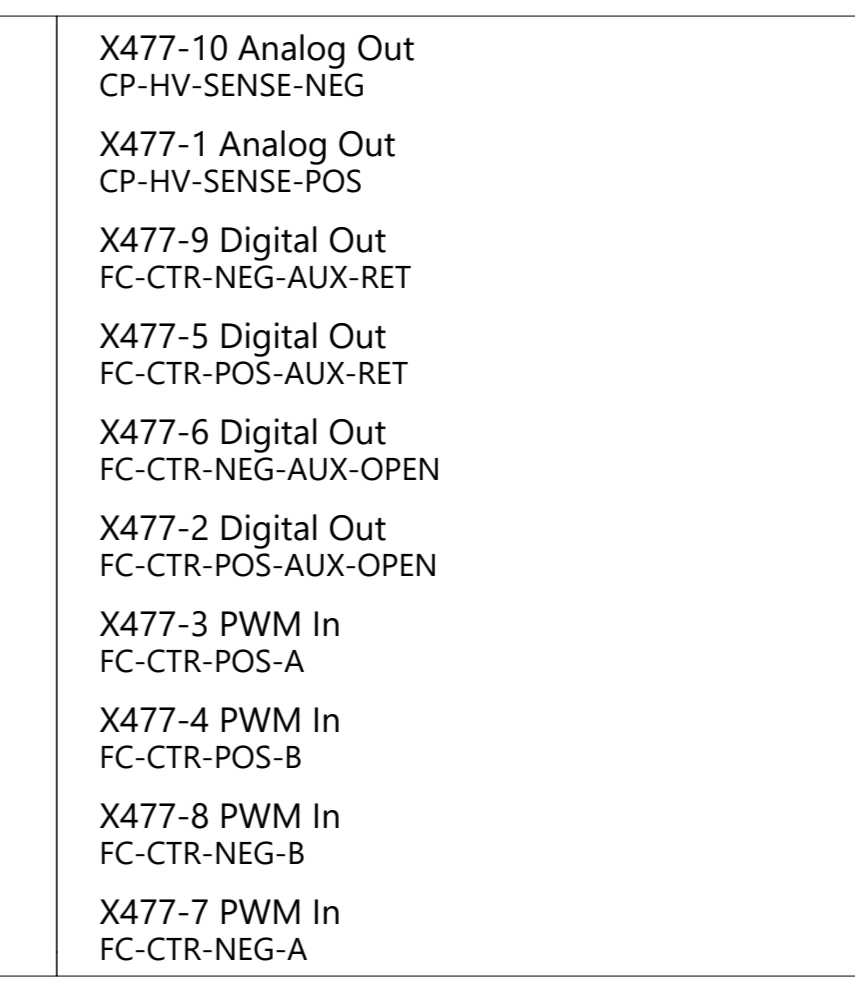 X477-10 Analog Out
CP-HV-SENSE-NEG
X477-1 Analog Out
CP-HV-SENSE-POS
X477-9 Digital Out
FC-CTR-NEG-AUX-RET
X477-5 Digital Out
FC-CTR-POS-AUX-RET
X477-6 Digital Out
FC-CTR-NEG-AUX-OPEN
X477-2 Digital Out
FC-CTR-POS-AUX-OPEN
X477-3 PWM In
FC-CTR-POS-A
X477-4 PWM In
FC-CTR-POS-B
X477-8 PWM In
FC-CTR-NEG-B
X477-7 PWM In
FC-CTR-NEG-A